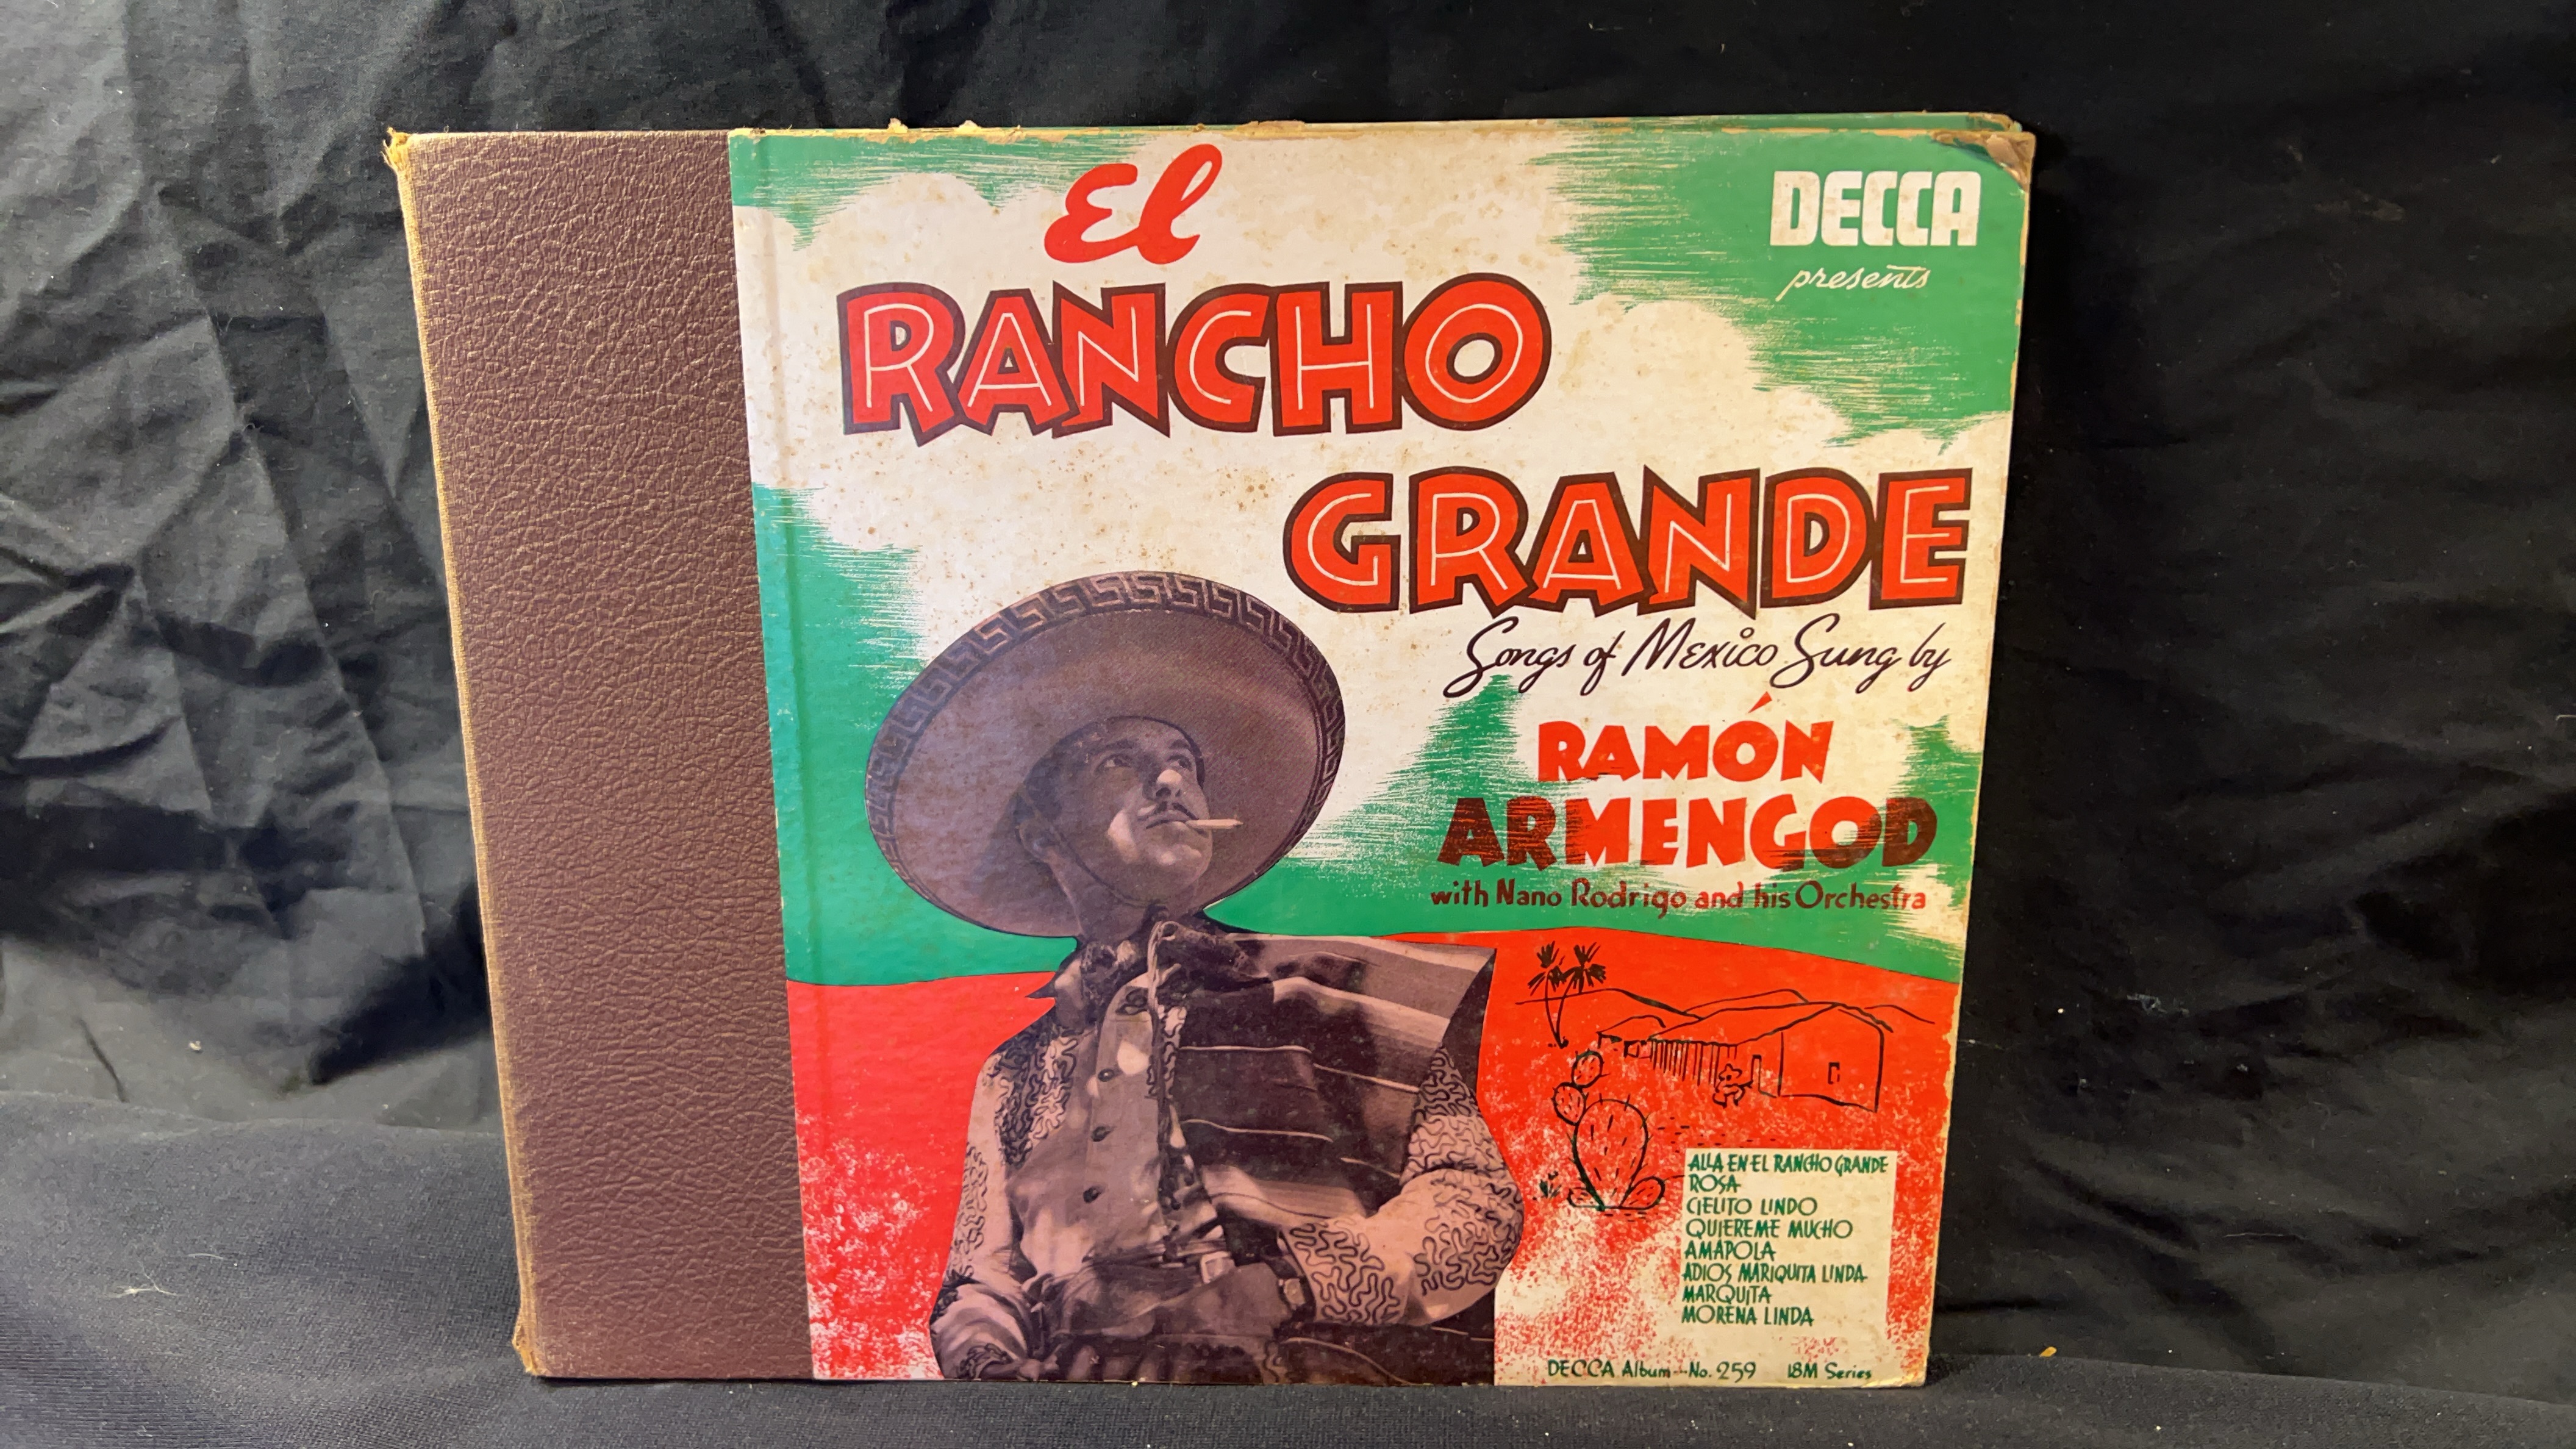 DECCA
presents
El
RANCHO
GRANDE
Songs of Mexico Sung by
RAMÓN
ARMENGOD
with Nano Rodrigo and his Orchestra
ALLA EN EL RANCHO GRANDE
ROSA
CIELITO LINDO
QUIEREME MUCHO
AMAPOLA
ADIOS MARIQUITA LINDA
MARQUITA
MORENA LINDA
DECCA Album--No. 259 18M Series